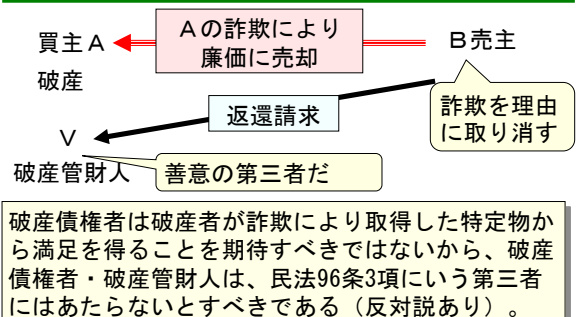 Aの詐欺により
廉価に売却
買主A
B売主
破産
詐欺を理由
に取り消す
返還請求
V
破産管財人
善意の第三者だ
破産債権者は破産者が詐欺により取得した特定物か
ら満足を得ることを期待すべきではないから、破産
債権者・破産管財人は、民法96条3項にいう第三者
にはあたらないとすべきである（反対説あり）。